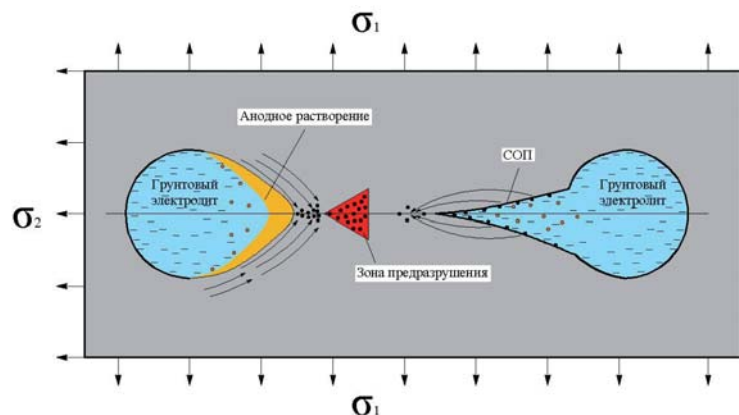 σ1
Анодное растворение
СОП
Грунтовый
электролит
Грунтовый
электролит
σ2
Зона предразрушения
σ1